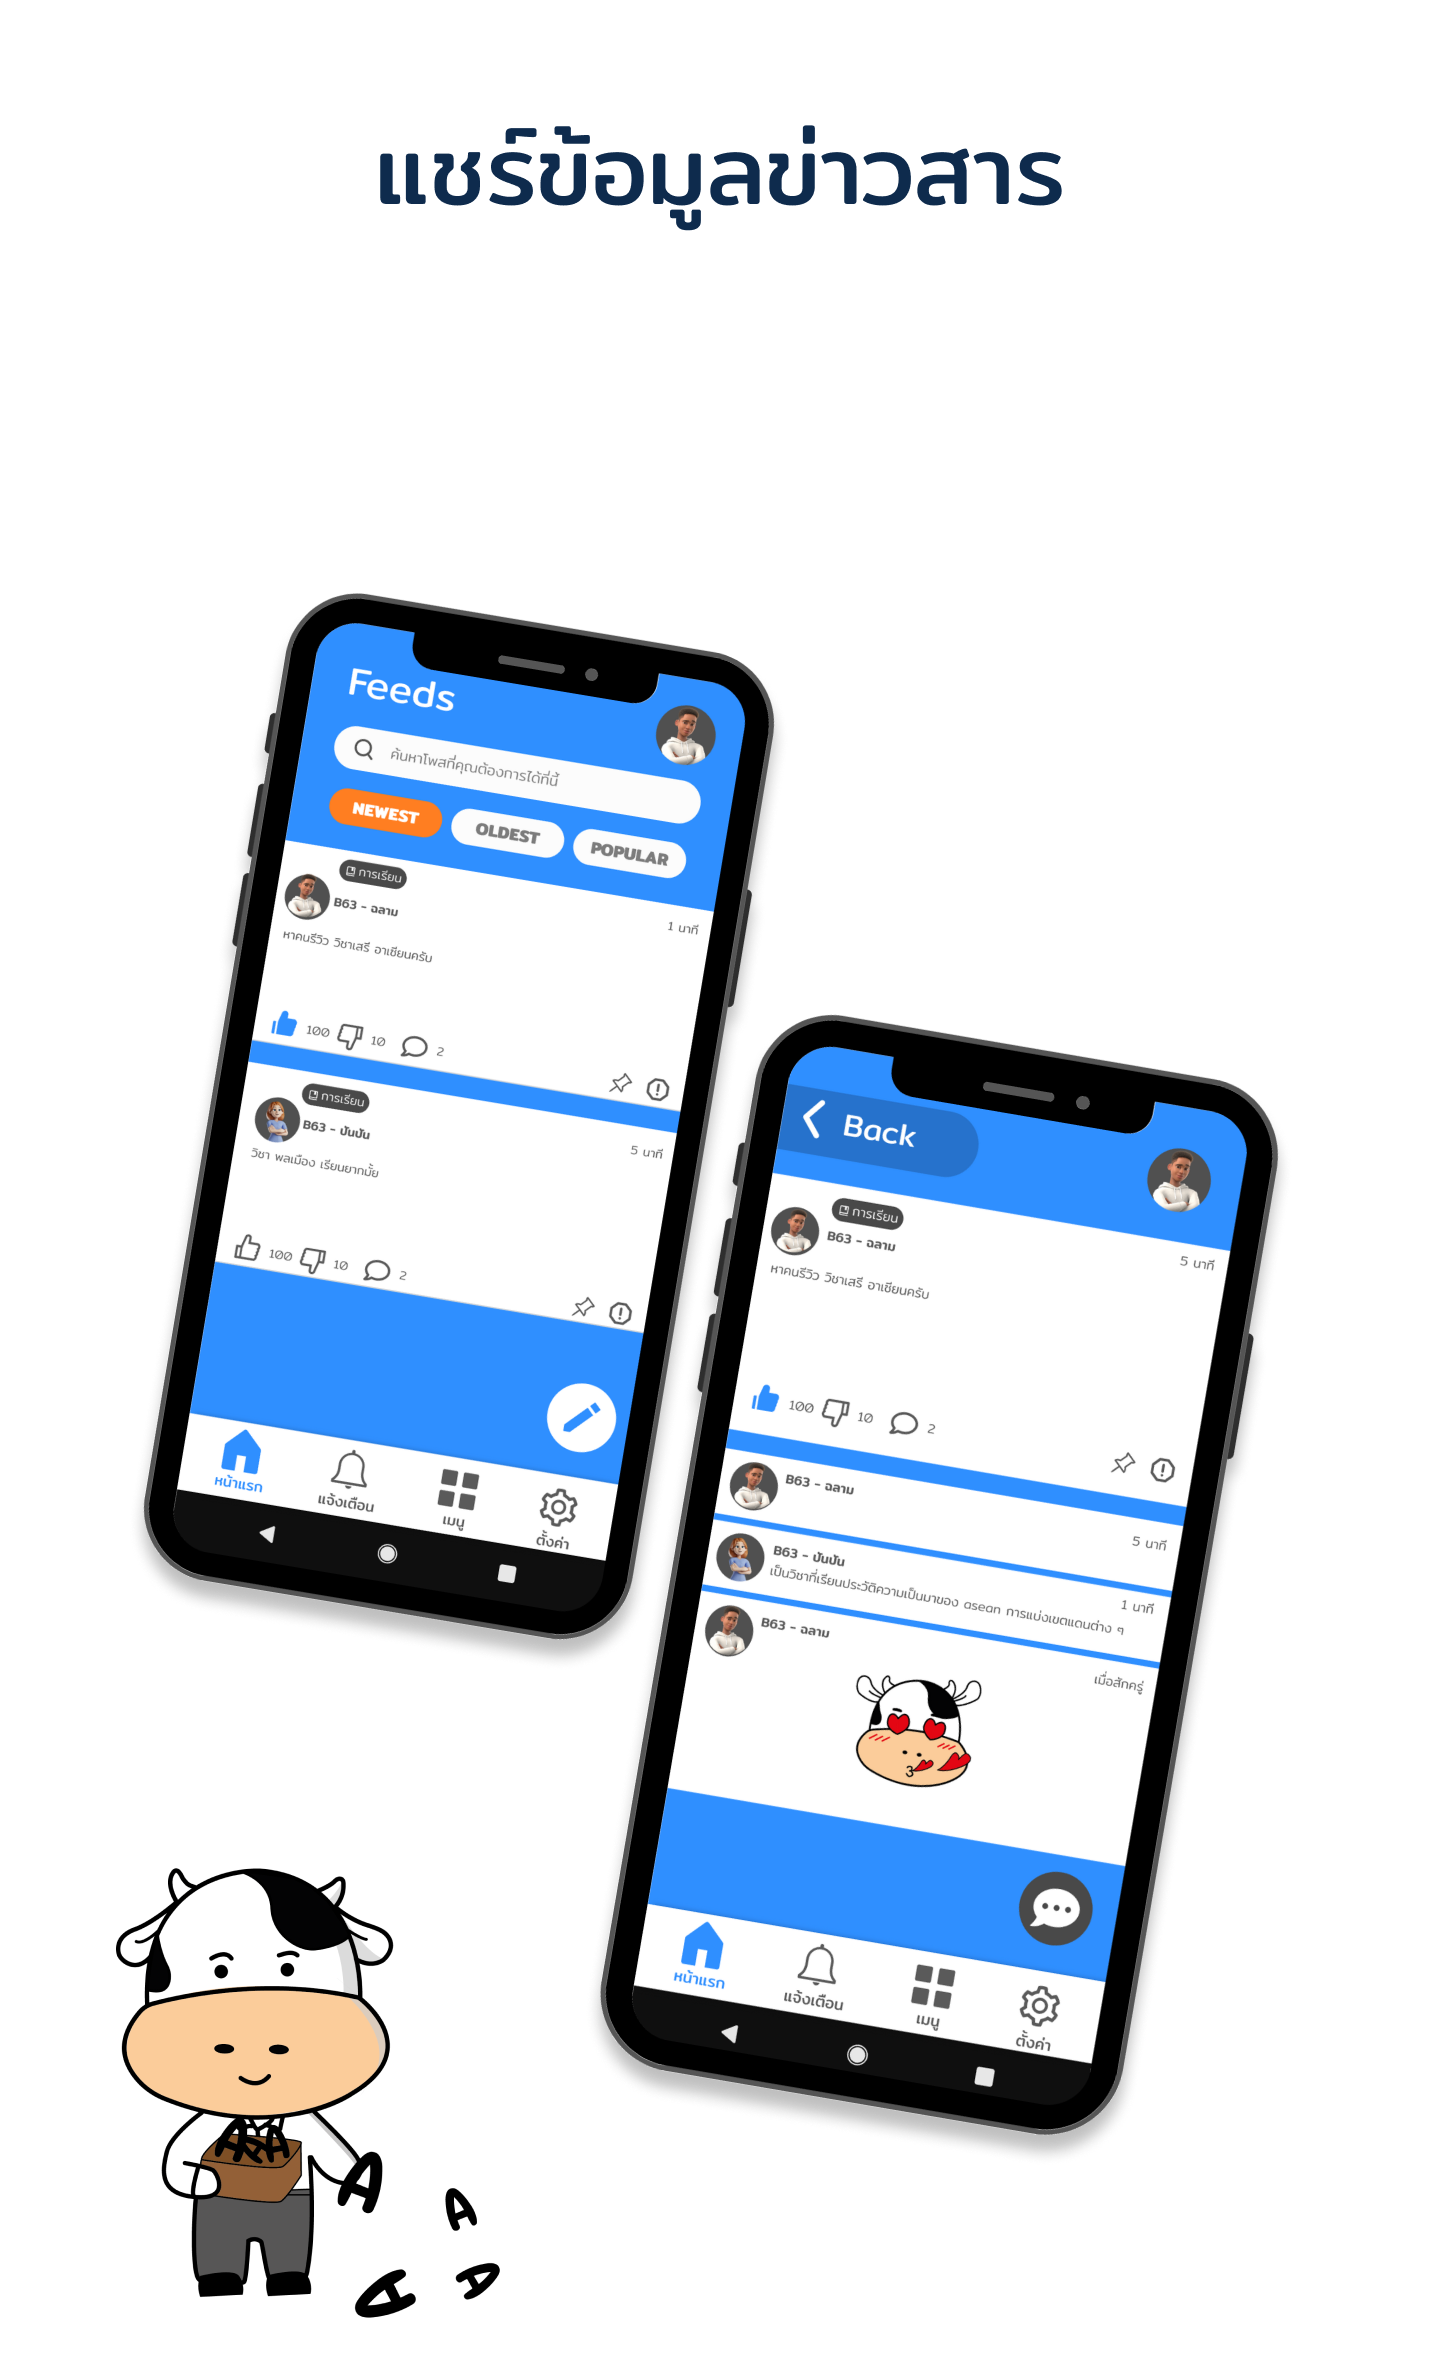 แชร์ข้อมูลข่าวสาร
Feeds
ค้นหาโพสที่คุณต้องการได้ที่นี้
NEWEST OLDEST POPULAR
การเรียน
B63 - ฉลาม
1 นาที
หาคนรีวิว วิชาเสรี อาเซียนครับ
100 10 2
การเรียน
B63 - ปันปัน
5 นาที
วิชา พลเมือง เรียนยากมั้ย
100 10 2
หน้าแรก แจ้งเตือน เมนู ตั้งค่า
Back
การเรียน
B63 - ฉลาม
5 นาที
หาคนรีวิว วิชาเสรี อาเซียนครับ
100 10 2
B63 - ฉลาม
5 นาที
B63 - ปันปัน
1 นาที
เป็นวิชาที่เรียนประวัติความเป็นมาของ asean การแบ่งเขตแดนต่าง ๆ
B63 - ฉลาม
เมื่อสักครู่
3
หน้าแรก แจ้งเตือน เมนู ตั้งค่า
A A A
A
A
A
A